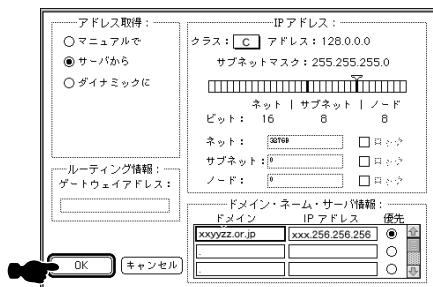 アドレス取得：
マニュアルで
サーバから
ダイナミックに
ルーティング情報：
ゲートウェイアドレス：
IPアドレス：
クラス： C アドレス：128.0.0.0
サブネットマスク：255.255.255.0
ネット | サブネット | ノード
ビット： 16 8 8
ネット： 32768
サブネット： 0
ノード： 0
ドメイン・ネーム・サーバ情報：
ドメイン IPアドレス 優先
xxyyzz.or.jp xxx.256.256.256
OK キャンセル